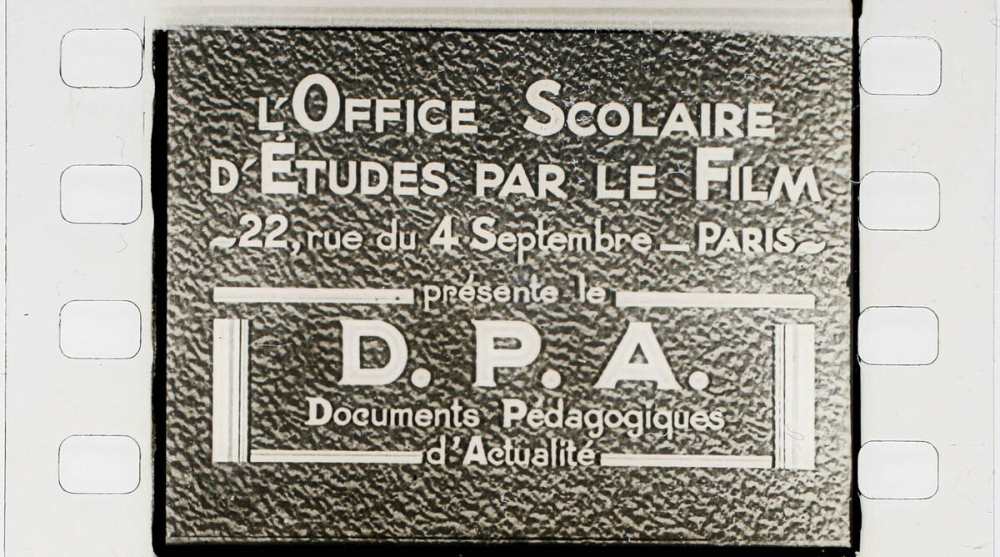 L'OFFICE SCOLAIRE
D'ÉTUDES PAR LE FILM
~22, rue du 4 Septembre _ PARIS~
présente le
D. P. A.
Documents Pédagogiques
d'Actualité